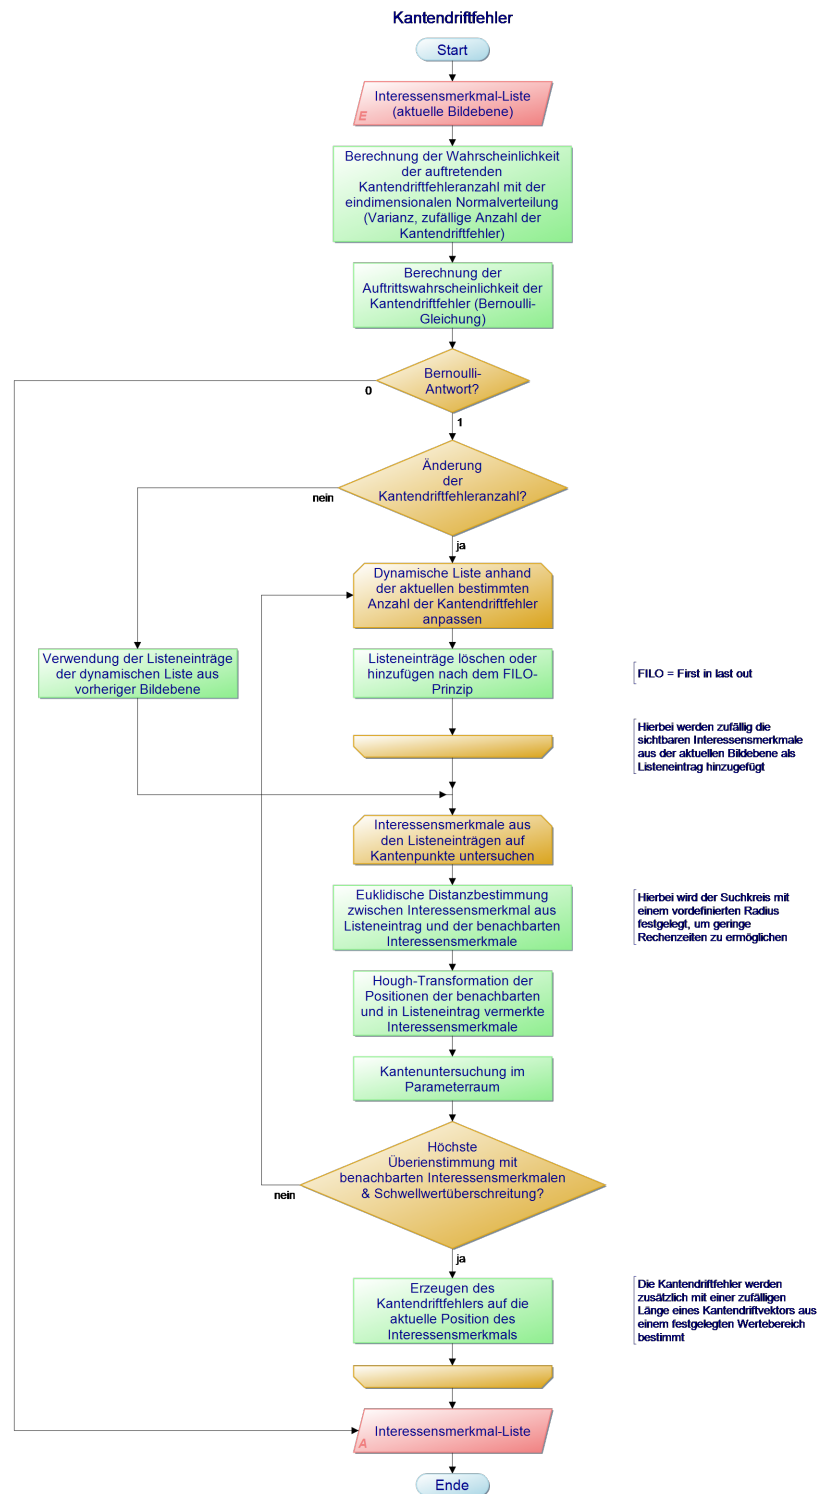 Kantendriftfehler
Start
Interessensmerkmal-Liste
(aktuelle Bildebene)
E
Berechnung der Wahrscheinlichkeit
der auftretenden
Kantendriftfehleranzahl mit der
eindimensionalen Normalverteilung
(Varianz, zufällige Anzahl der
Kantendriftfehler)
Berechnung der
Auftrittswahrscheinlichkeit der
Kantendriftfehler (Bernoulli-
Gleichung)
Bernoulli-
Antwort?
0
1
Änderung
der
Kantendriftfehleranzahl?
nein
ja
Dynamische Liste anhand
der aktuellen bestimmten
Anzahl der Kantendriftfehler
anpassen
Verwendung der Listeneinträge
der dynamischen Liste aus
vorheriger Bildebene
Listeneinträge löschen oder
hinzufügen nach dem FILO-
Prinzip
FILO = First in last out
Hierbei werden zufällig die
sichtbaren Interessensmerkmale
aus der aktuellen Bildebene als
Listeneintrag hinzugefügt
Interessensmerkmale aus
den Listeneinträgen auf
Kantenpunkte untersuchen
Euklidische Distanzbestimmung
zwischen Interessensmerkmal aus
Listeneintrag und der benachbarten
Interessensmerkmale
Hierbei wird der Suchkreis mit
einem vordefinierten Radius
festgelegt, um geringe
Rechenzeiten zu ermöglichen
Hough-Transformation der
Positionen der benachbarten
und in Listeneintrag vermerkte
Interessensmerkmale
Kantenuntersuchung im
Parameterraum
Höchste
Überienstimmung mit
benachbarten Interessensmerkmalen
& Schwellwertüberschreitung?
nein
ja
Erzeugen des
Kantendriftfehlers auf die
aktuelle Position des
Interessensmerkmals
Die Kantendriftfehler werden
zusätzlich mit einer zufälligen
Länge eines Kantendriftvektors aus
einem festgelegten Wertebereich
bestimmt
Interessensmerkmal-Liste
A
Ende